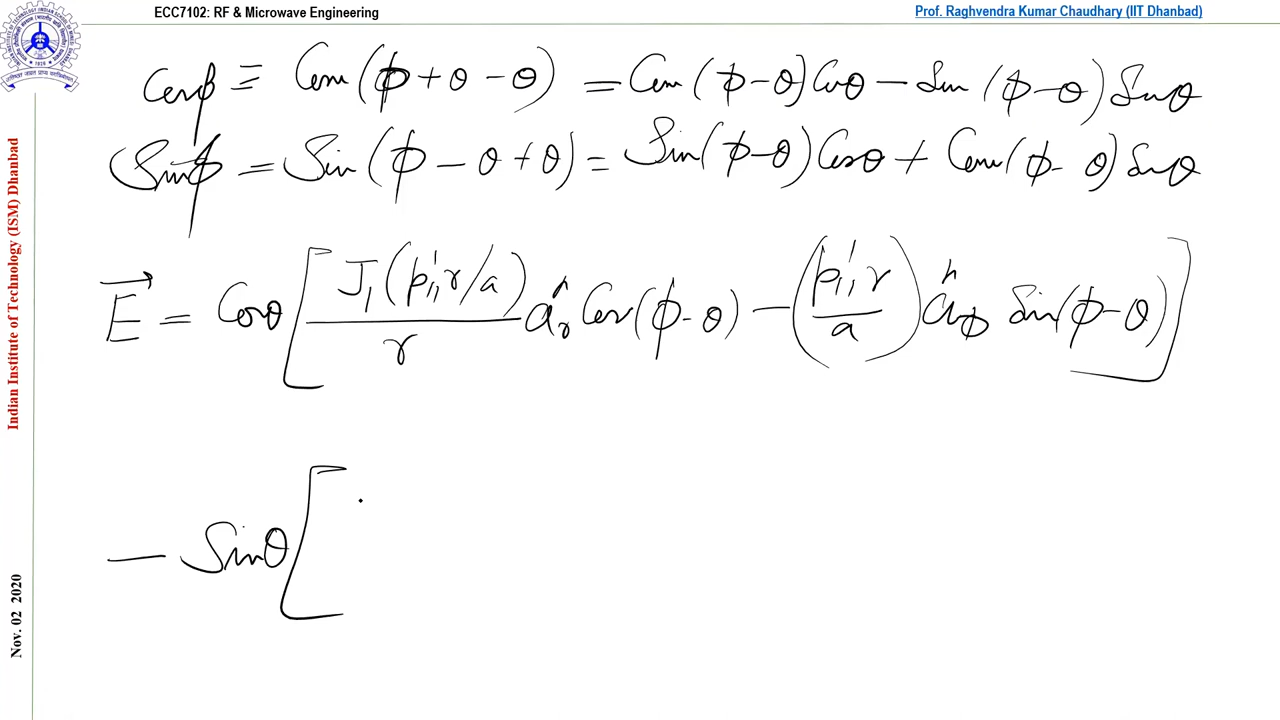 ECC7102: RF & Microwave Engineering
Prof. Raghvendra Kumar Chaudhary (IIT Dhanbad)
Indian Institute of Technology (ISM) Dhanbad
Nov. 02 2020
Cosφ = Cos(φ + θ - θ) = Cos(φ - θ) Cosθ - Sin(φ - θ) Sinθ
Sinφ = Sin(φ - θ + θ) = Sin(φ - θ) Cosθ + Cos(φ - θ) Sinθ
E⃗ = Cosθ [ J₁(p'₁₁ r/a) / r âr Cos(φ - θ) - (p'₁₁ r / a) âφ Sin(φ - θ) ]
- Sinθ [